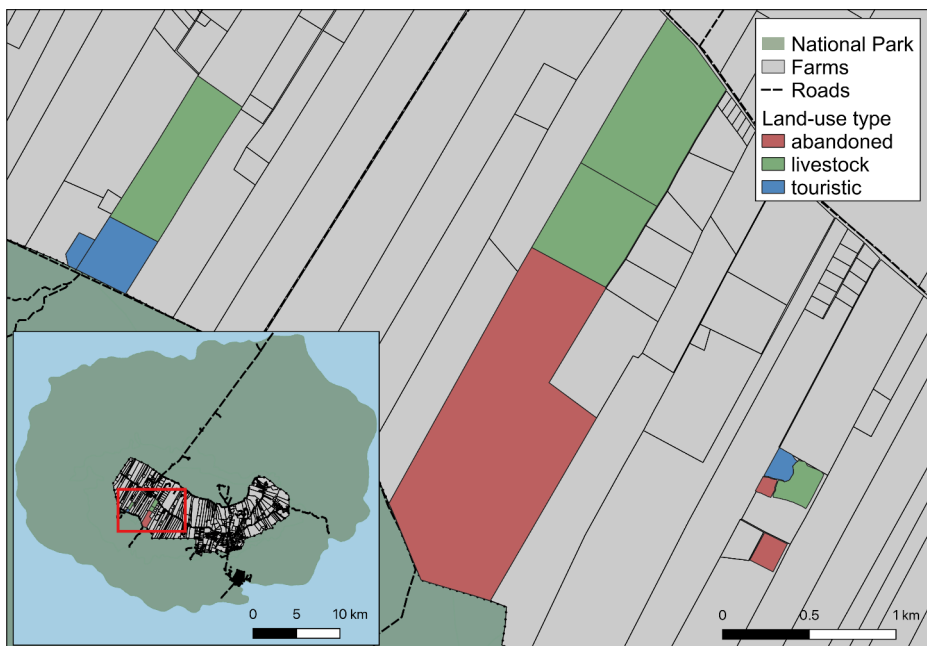 National Park
Farms
Roads
Land-use type
abandoned
livestock
touristic
0 5 10 km
0 0.5 1 km